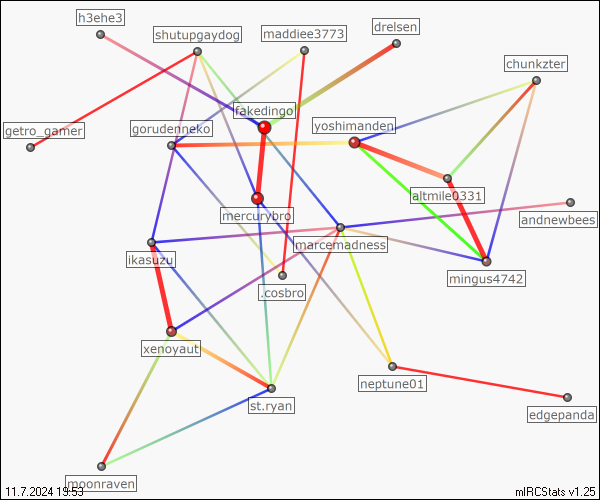 h3ehe3
shutupgaydog
maddiee3773
drelsen
chunkzter
fakedingo
getro_gamer
gorudenneko
yoshimanden
altmile0331
mercurybro
andnewbees
marcemadness
ikasuzu
mingus4742
.cosbro
xenoyaut
neptune01
st.ryan
edgepanda
moonraven
11.7.2024 19:53
mIRCStats v1.25